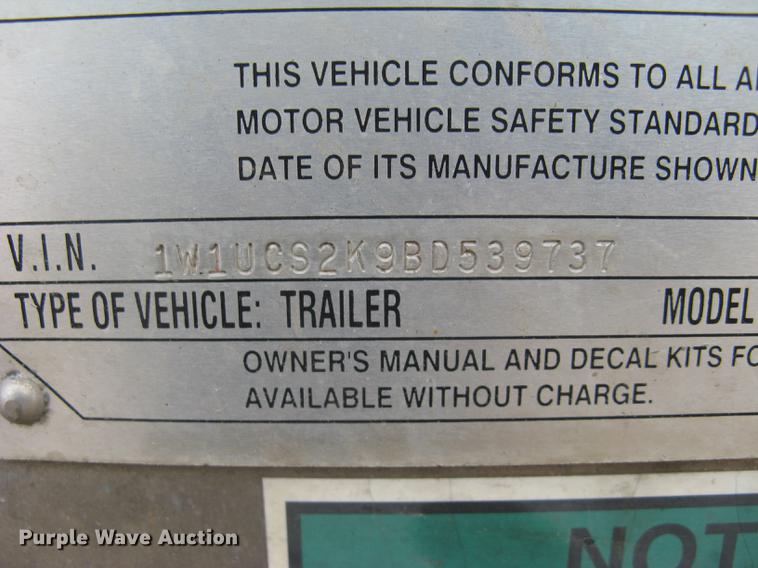 THIS VEHICLE CONFORMS TO ALL
MOTOR VEHICLE SAFETY STANDARD
DATE OF ITS MANUFACTURE SHOWN
V.I.N. 1W1UCS2K9BD539737
TYPE OF VEHICLE: TRAILER MODEL
OWNER'S MANUAL AND DECAL KITS
AVAILABLE WITHOUT CHARGE.
NOT
Purple Wave Auction